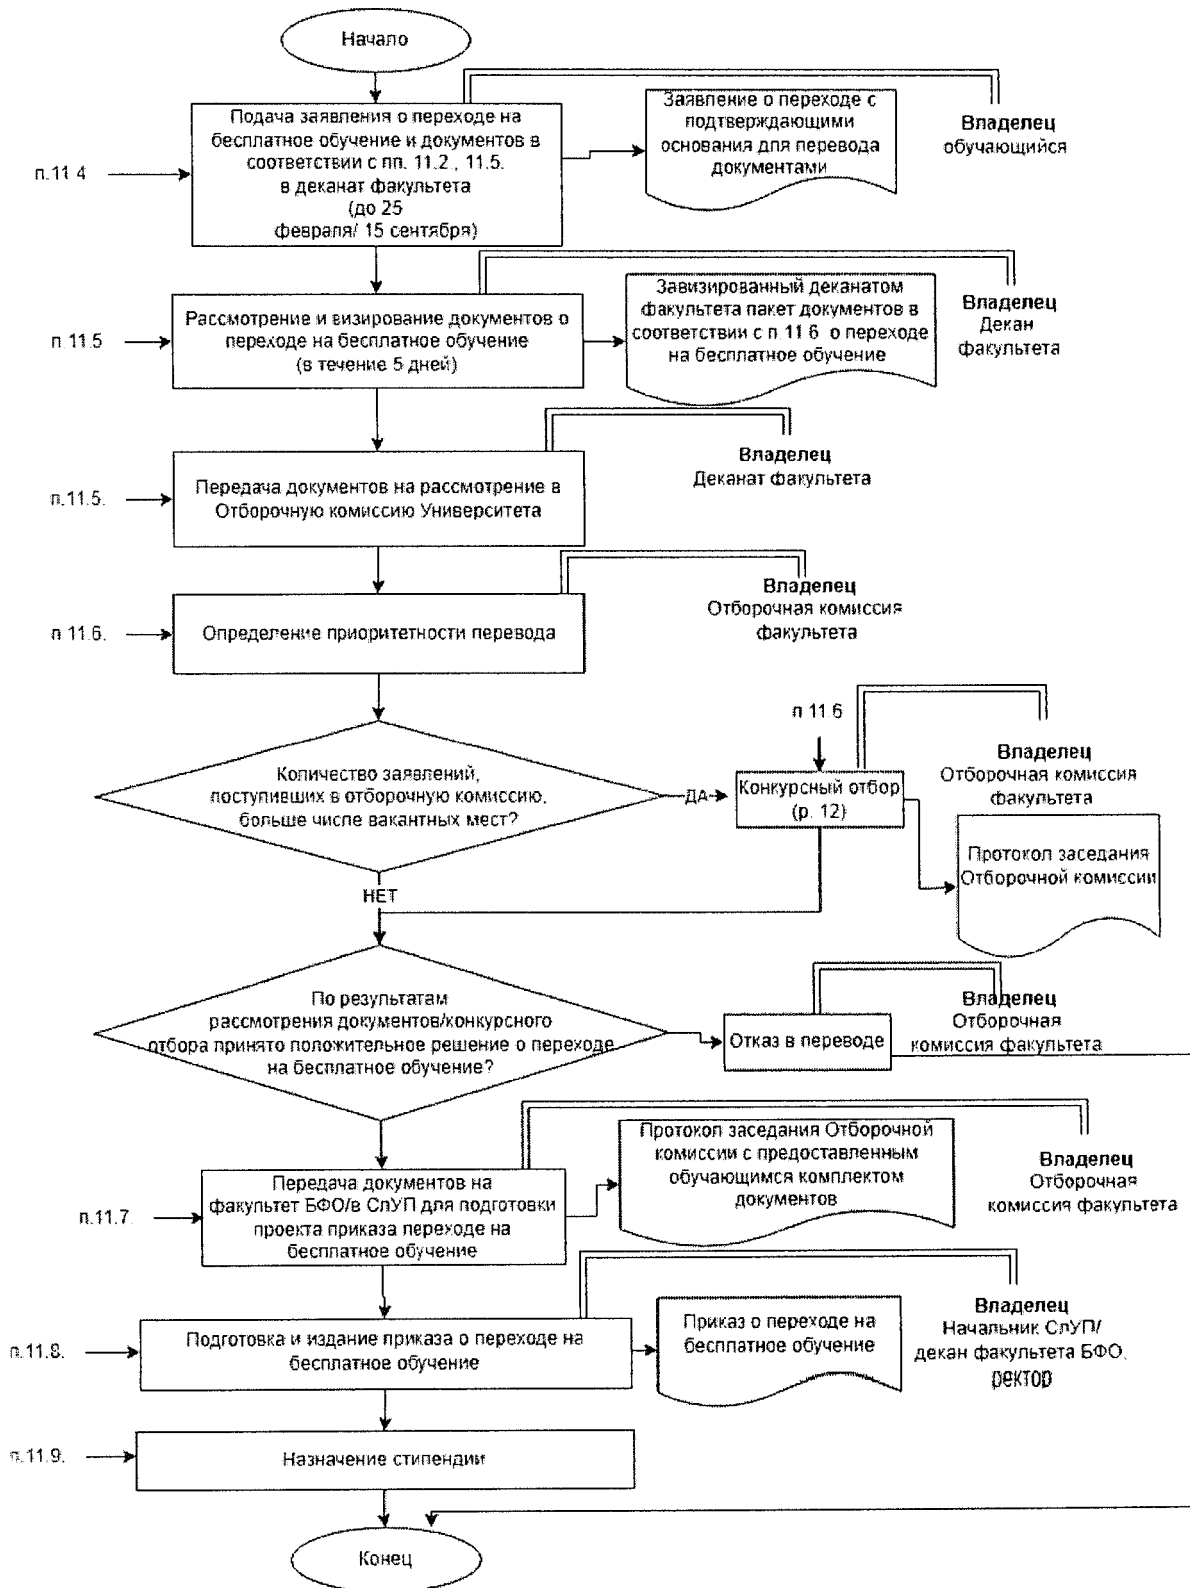 Начало
Подача заявления о переходе на
бесплатное обучение и документов в
соответствии с пп. 11.2., 11.5.
в деканат факультета
(до 25
февраля/ 15 сентября)
п.11 4
Заявление о переходе с
подтверждающими
основания для перевода
документами
Владелец
обучающийся
п 11.5
Рассмотрение и визирование документов о
переходе на бесплатное обучение
(в течение 5 дней)
Завизированный деканатом
факультета пакет документов в
соответствии с п 11 6 о переходе
на бесплатное обучение
Владелец
Декан
факультета
п.11.5.
Передача документов на рассмотрение в
Отборочную комиссию Университета
Владелец
Деканат факультета
п 11.6.
Определение приоритетности перевода
Владелец
Отборочная комиссия
факультета
Количество заявлений,
поступивших в отборочную комиссию,
больше числе вакантных мест?
ДА
п 11.6
Конкурсный отбор
(р. 12)
Владелец
Отборочная комиссия
факультета
Протокол заседания
Отборочной комиссии
НЕТ
По результатам
рассмотрения документов/конкурсного
отбора принято положительное решение о переходе
на бесплатное обучение?
Отказ в переводе
Владелец
Отборочная
комиссия факультета
п.11.7.
Передача документов на
факультет БФО/в СлУП для подготовки
проекта приказа переходе на
бесплатное обучение
Протокол заседания Отборочной
комиссии с предоставленным
обучающимся комплектом
документов
Владелец
Отборочная
комиссия факультета
п.11.8.
Подготовка и издание приказа о переходе на
бесплатное обучение
Приказ о переходе на
бесплатное обучение
Владелец
Начальник СлУП/
декан факультета БФО,
ректор
п.11.9.
Назначение стипендии
Конец